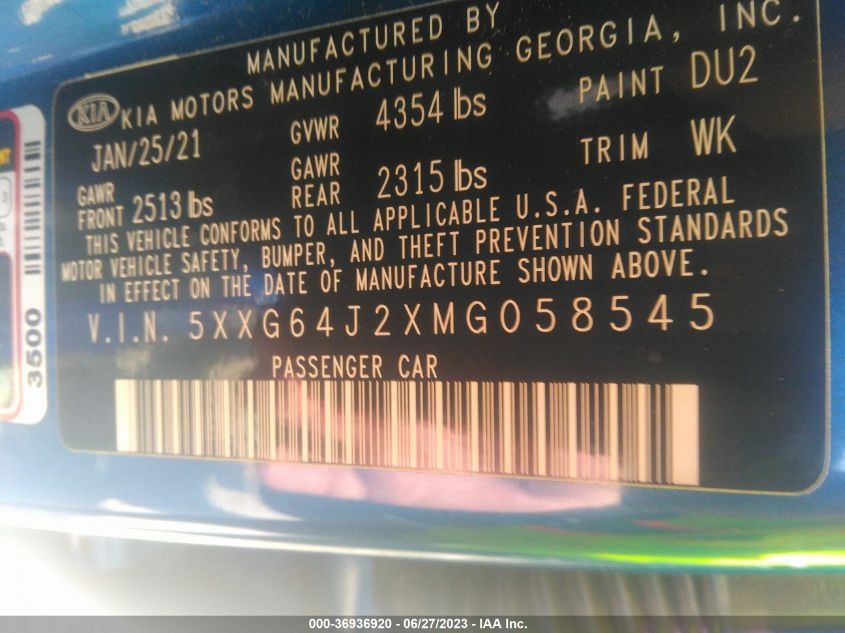 MANUFACTURED BY
KIA KIA MOTORS MANUFACTURING GEORGIA, INC.
JAN/25/21 GVWR 4354 lbs PAINT DU2
GAWR FRONT 2513 lbs GAWR REAR 2315 lbs TRIM WK
THIS VEHICLE CONFORMS TO ALL APPLICABLE U.S.A. FEDERAL
MOTOR VEHICLE SAFETY, BUMPER, AND THEFT PREVENTION STANDARDS
IN EFFECT ON THE DATE OF MANUFACTURE SHOWN ABOVE.
V.I.N. 5XXG64J2XMG058545
PASSENGER CAR
3500
000-36936920 - 06/27/2023 - IAA Inc.